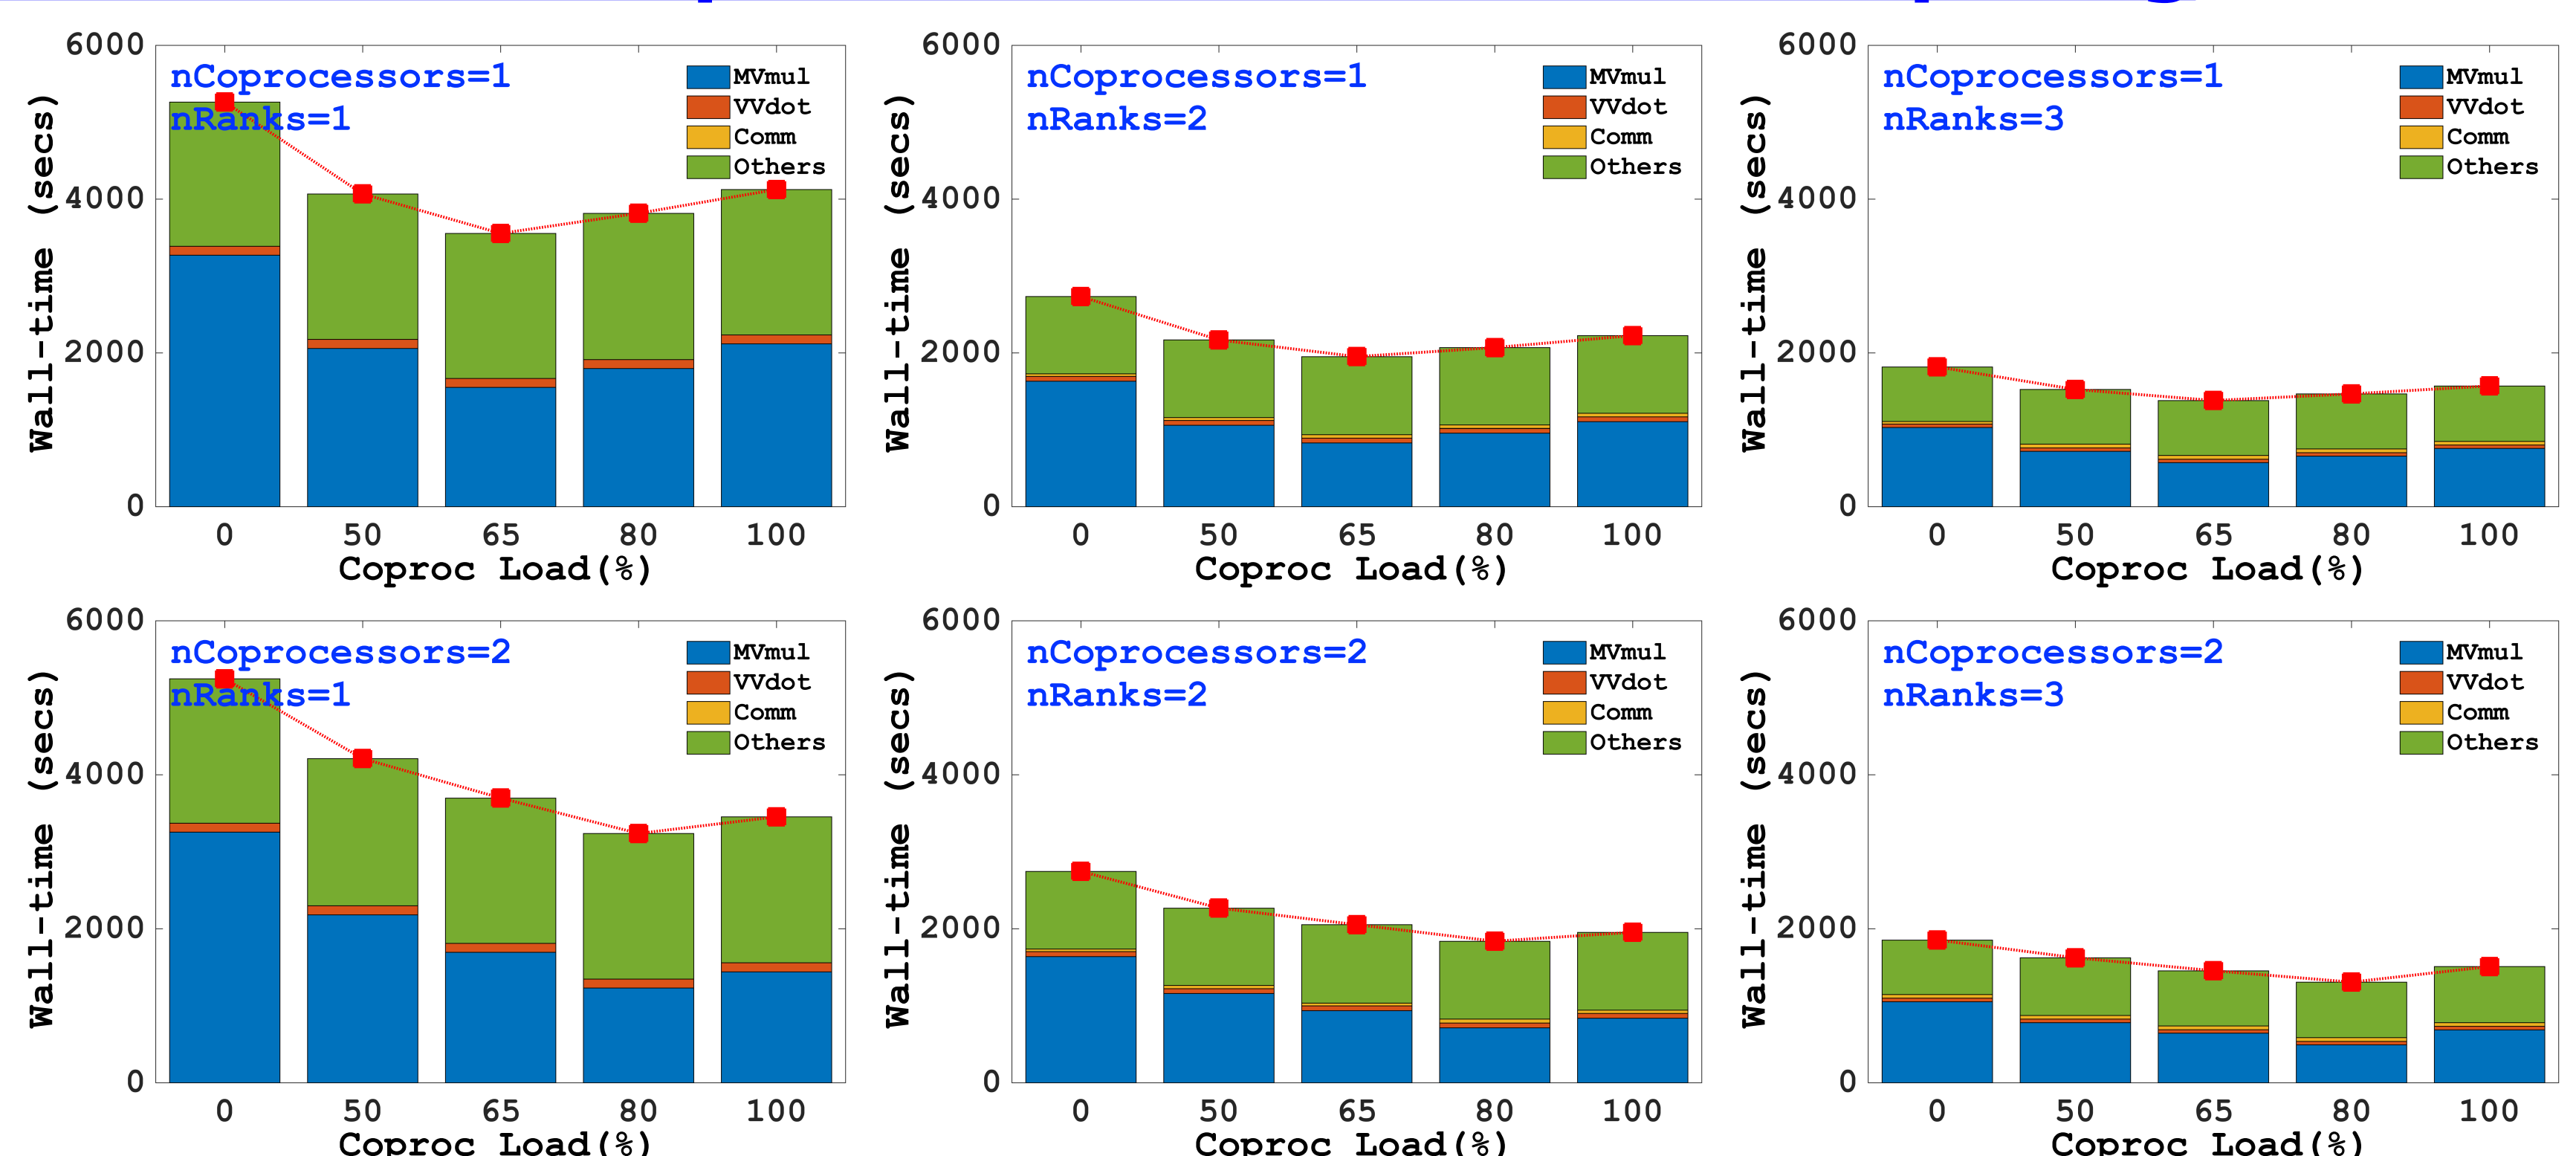 6000
4000
2000
0
Wall-time (secs)
nCoprocessors=1
nRanks=1
MVmul
VVdot
Comm
Others
0 50 65 80 100
Coproc Load(%)
6000
4000
2000
0
Wall-time (secs)
nCoprocessors=1
nRanks=2
MVmul
VVdot
Comm
Others
0 50 65 80 100
Coproc Load(%)
6000
4000
2000
0
Wall-time (secs)
nCoprocessors=1
nRanks=3
MVmul
VVdot
Comm
Others
0 50 65 80 100
Coproc Load(%)
6000
4000
2000
0
Wall-time (secs)
nCoprocessors=2
nRanks=1
MVmul
VVdot
Comm
Others
0 50 65 80 100
Coproc Load(%)
6000
4000
2000
0
Wall-time (secs)
nCoprocessors=2
nRanks=2
MVmul
VVdot
Comm
Others
0 50 65 80 100
Coproc Load(%)
6000
4000
2000
0
Wall-time (secs)
nCoprocessors=2
nRanks=3
MVmul
VVdot
Comm
Others
0 50 65 80 100
Coproc Load(%)